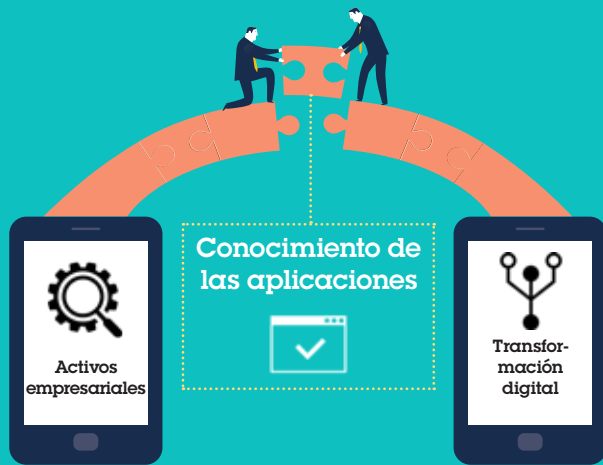 Conocimiento de
las aplicaciones
Activos
empresariales
Transfor-
mación
digital